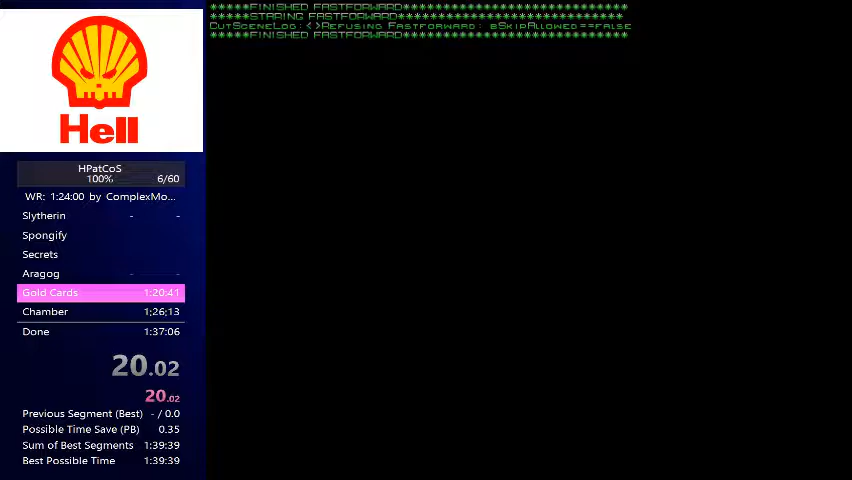 *****FINISHED FASTFORWARD*****************************
*****STARING FASTFORWARD*****************************
CutSceneLog:<>Refusing Fastforward: bSkipAllowed==false
*****FINISHED FASTFORWARD*****************************
Hell
HPatCoS
100% 6/60
WR: 1:24:00 by ComplexMo...
Slytherin - -
Spongify
Secrets
Aragog - -
Gold Cards 1:20:41
Chamber 1:26:13
Done 1:37:06
20.02
20.02
Previous Segment (Best) - / 0.0
Possible Time Save (PB) 0.35
Sum of Best Segments 1:39:39
Best Possible Time 1:39:39